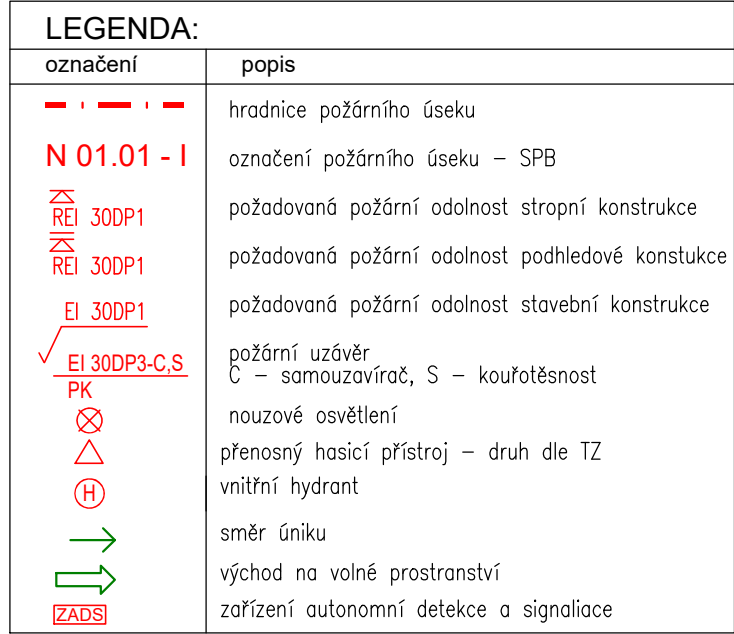 LEGENDA:
označení popis
hradnice požárního úseku
N 01.01 - I označení požárního úseku – SPB
REI 30DP1 požadovaná požární odolnost stropní konstrukce
REI 30DP1 požadovaná požární odolnost podhledové konstukce
EI 30DP1 požadovaná požární odolnost stavební konstrukce
EI 30DP3-C,S požární uzávěr
PK C – samouzavírač, S – kouřotěsnost
nouzové osvětlení
přenosný hasicí přístroj – druh dle TZ
H vnitřní hydrant
směr úniku
východ na volné prostranství
ZADS zařízení autonomní detekce a signaliace